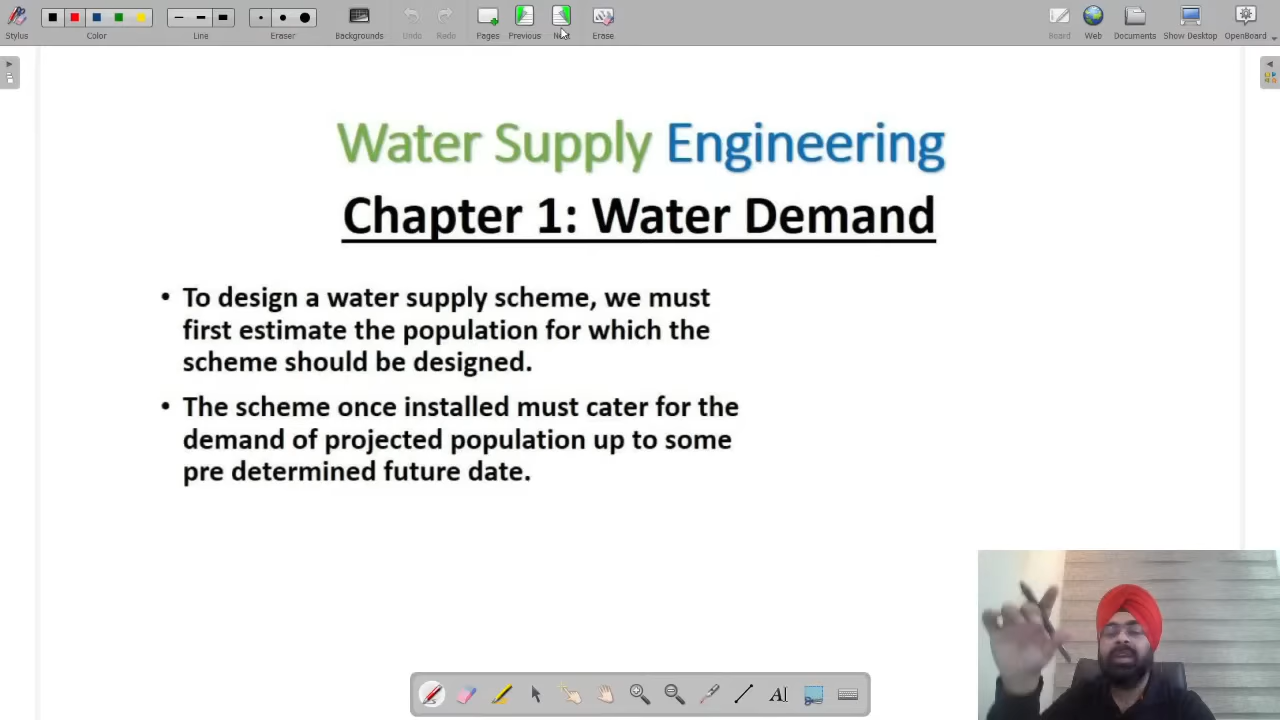 Stylus
Color
Line
Eraser
Backgrounds
Undo
Redo
Pages
Previous
Next
Erase
Board
Web
Documents
Show Desktop
OpenBoard
Water Supply Engineering
Chapter 1: Water Demand
• To design a water supply scheme, we must
first estimate the population for which the
scheme should be designed.
• The scheme once installed must cater for the
demand of projected population up to some
pre determined future date.
AI